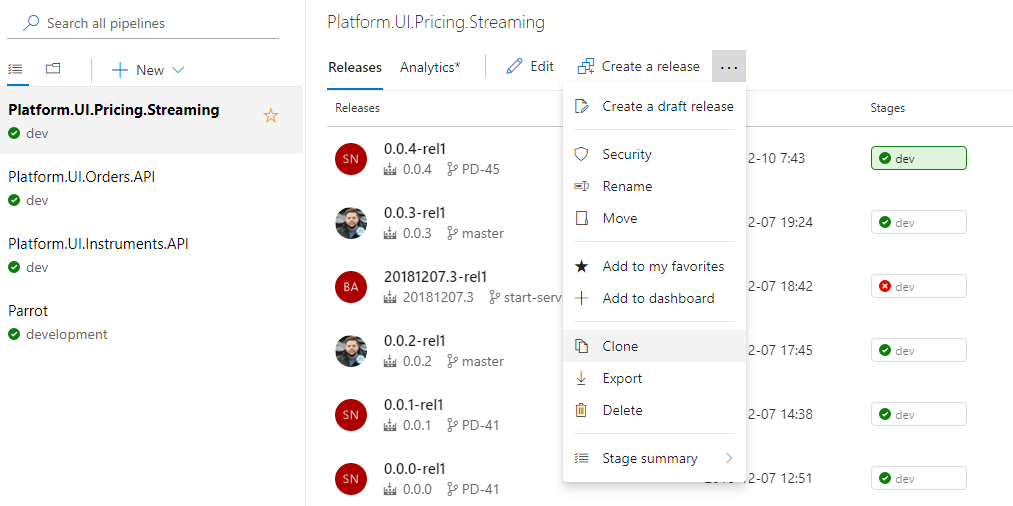 Search all pipelines
New
Platform.UI.Pricing.Streaming
dev
Platform.UI.Orders.API
dev
Platform.UI.Instruments.API
dev
Parrot
development
Platform.UI.Pricing.Streaming
Releases
Analytics*
Edit
Create a release
...
Releases
Stages
0.0.4-rel1
0.0.4 PD-45
2-10 7:43
dev
0.0.3-rel1
0.0.3 master
2-07 19:24
dev
BA
20181207.3-rel1
20181207.3 start-serv
2-07 18:42
dev
0.0.2-rel1
0.0.2 master
2-07 17:45
dev
SN
0.0.1-rel1
0.0.1 PD-41
2-07 14:38
dev
SN
0.0.0-rel1
0.0.0 PD-41
2-07 12:51
dev
SN
Create a draft release
Security
Rename
Move
Add to my favorites
Add to dashboard
Clone
Export
Delete
Stage summary